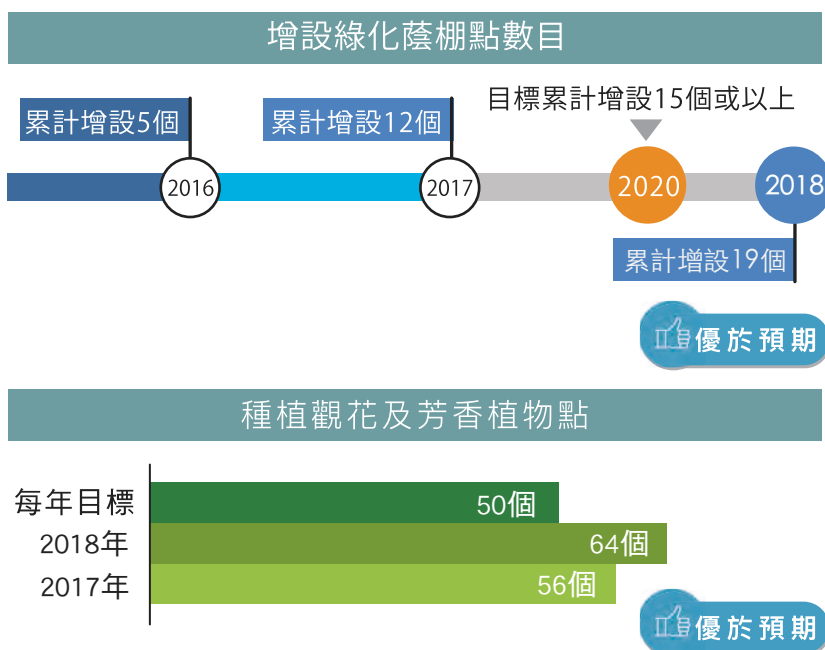 增設綠化蔭棚點數目
目標累計增設15個或以上
累計增設5個
累計增設12個
2016
2017
2020
2018
累計增設19個
優於預期
種植觀花及芳香植物點
每年目標
50個
2018年
64個
2017年
56個
優於預期